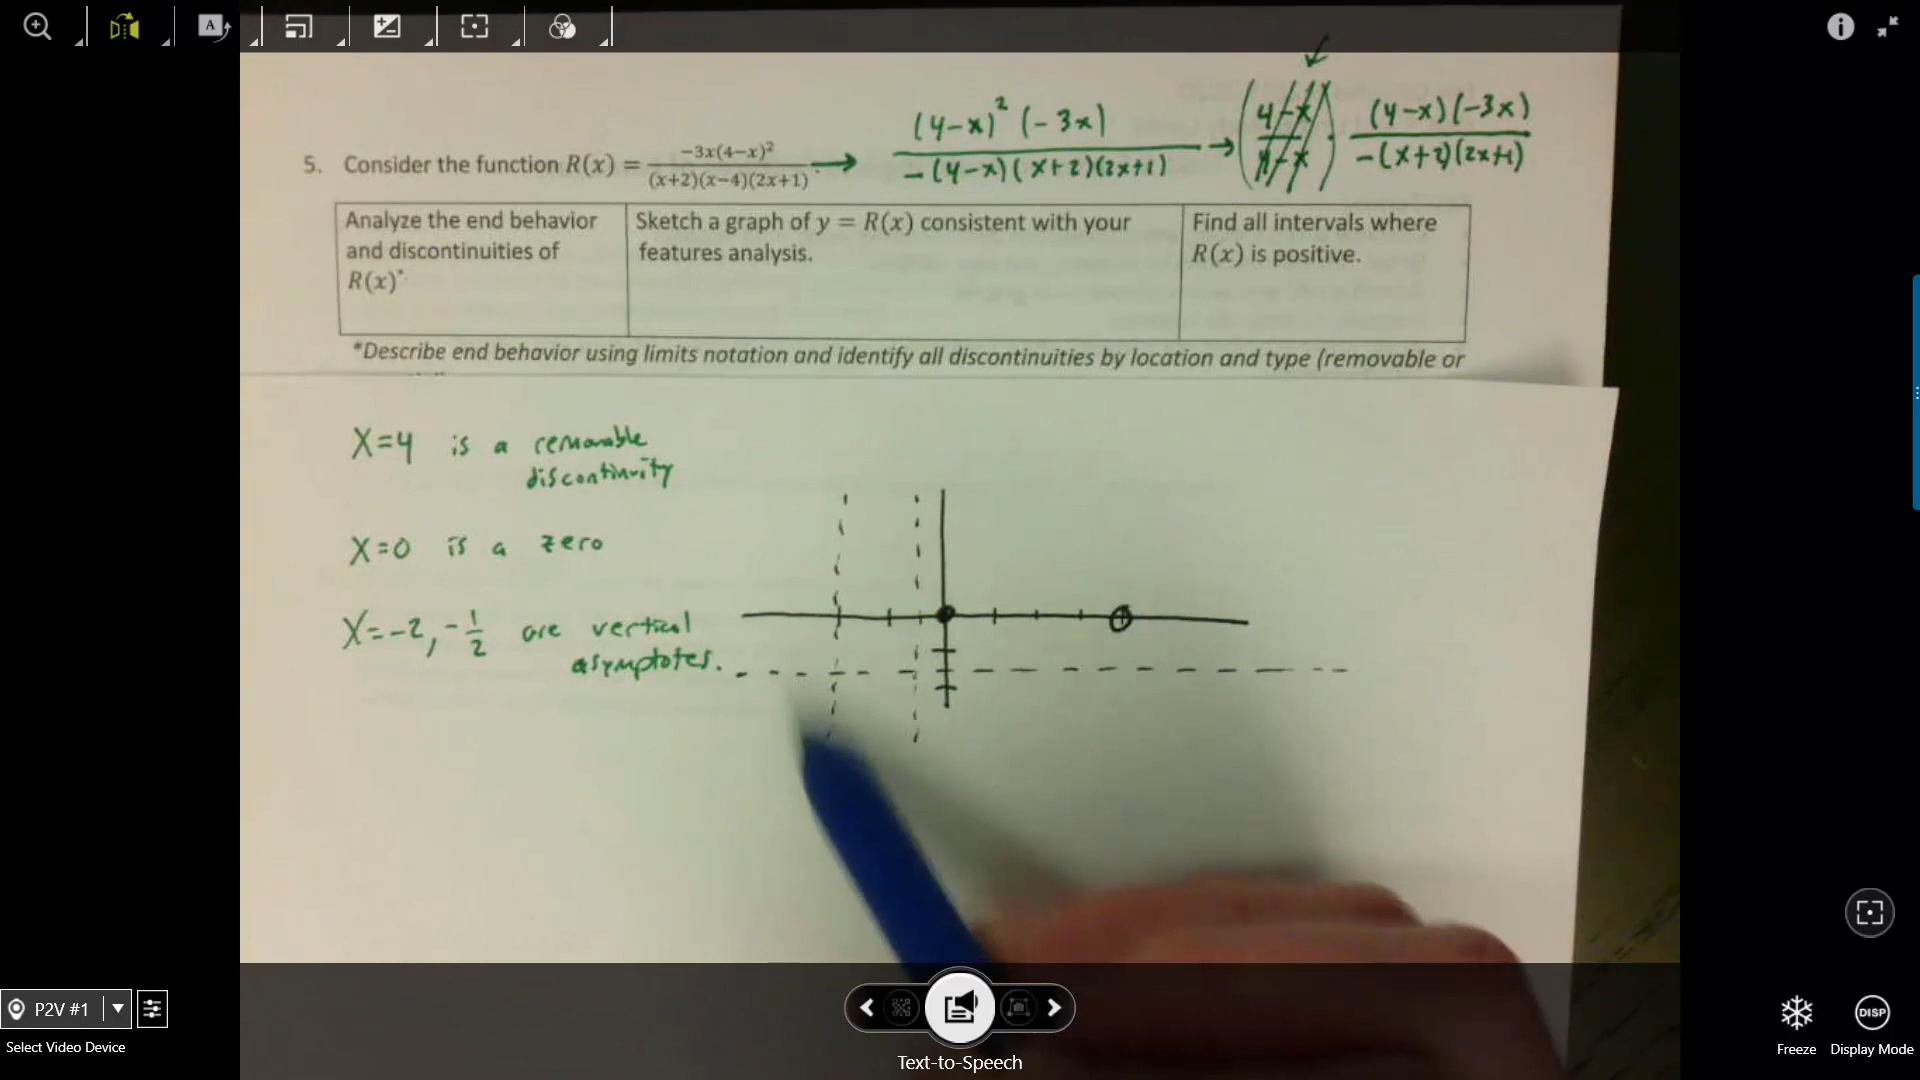 5. Consider the function R(x) = -3x(4-x)² / (x+2)(x-4)(2x+1) → (4-x)² (-3x) / -(4-x)(x+2)(2x+1) → (4-x / 4-x) · (4-x)(-3x) / -(x+2)(2x+1)
Analyze the end behavior
and discontinuities of
R(x)*
Sketch a graph of y = R(x) consistent with your
features analysis.
Find all intervals where
R(x) is positive.
*Describe end behavior using limits notation and identify all discontinuities by location and type (removable or
X=4 is a removable
discontinuity
X=0 is a zero
X=-2, -1/2 are vertical
asymptotes.
P2V #1
Select Video Device
Text-to-Speech
Freeze
DISP
Display Mode
A